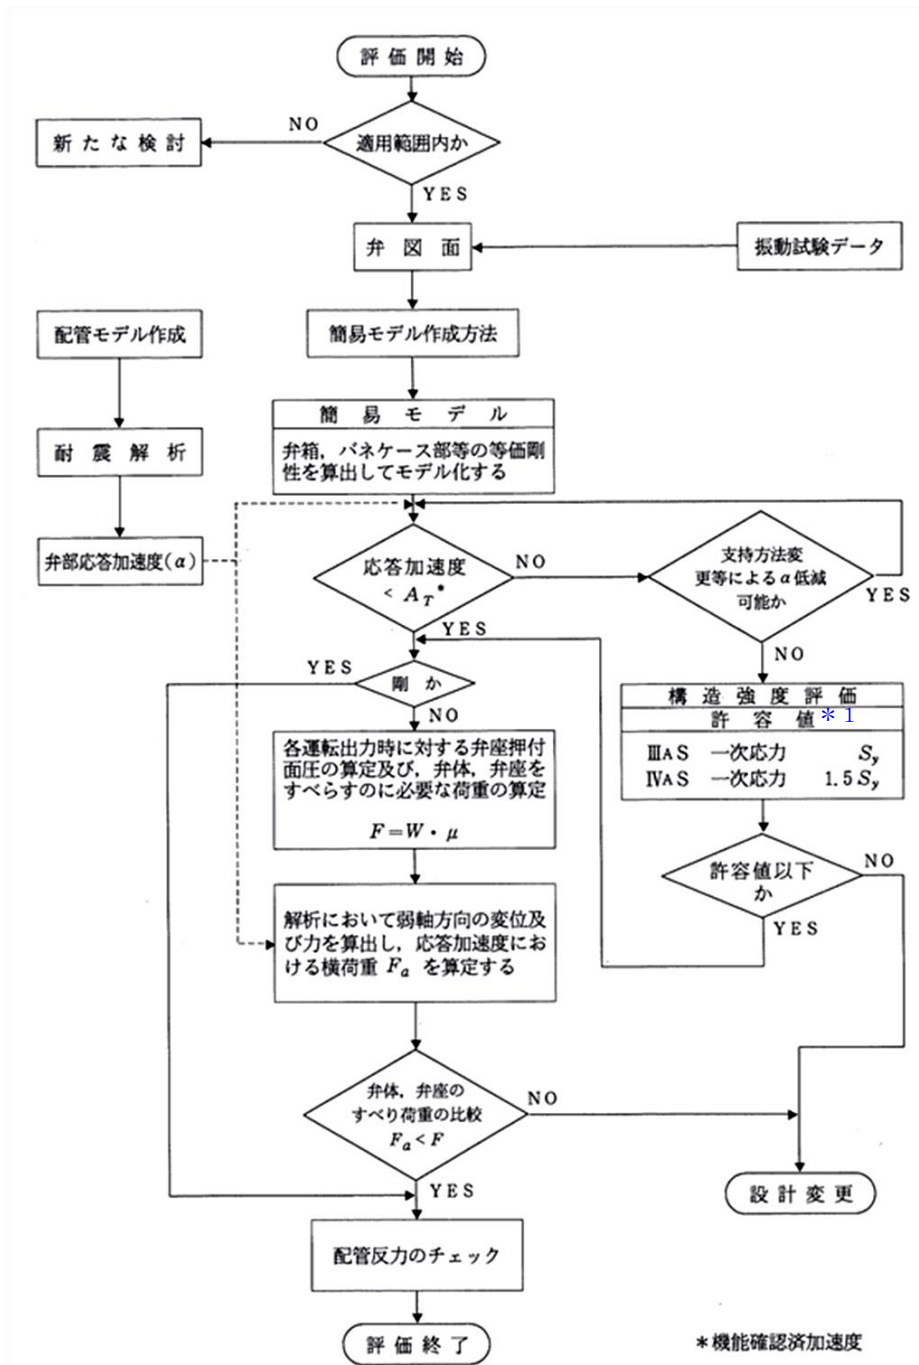 評価開始
適用範囲内か
NO
新たな検討
YES
弁図面
振動試験データ
配管モデル作成
簡易モデル作成方法
耐震解析
簡易モデル
弁箱,バネケース部等の等価剛
性を算出してモデル化する
弁部応答加速度(α)
応答加速度
< A_T*
NO
支持方法変
更等によるα低減
可能か
YES
YES
NO
剛か
YES
NO
構造強度評価
許容値*1
ⅢAS 一次応力 S_y
ⅣAS 一次応力 1.5 S_y
各運転出力時に対する弁座押付
面圧の算定及び,弁体,弁座を
すべらすのに必要な荷重の算定
F=W・μ
許容値以下
か
NO
YES
解析において弱軸方向の変位及
び力を算出し,応答加速度にお
ける横荷重 F_a を算定する
弁体,弁座の
すべり荷重の比較
F_a<F
NO
YES
設計変更
配管反力のチェック
評価終了
*機能確認済加速度